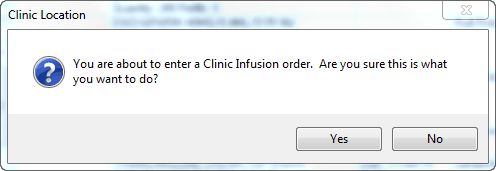 Clinic Location
You are about to enter a Clinic Infusion order.  Are you sure this is what
you want to do?
Yes No